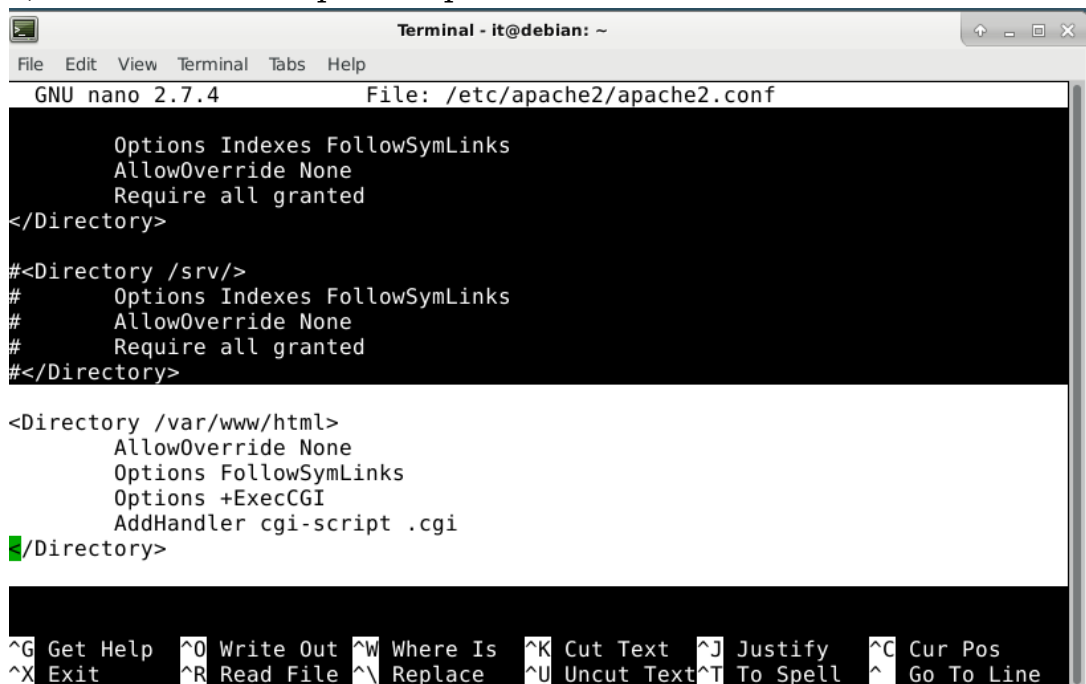 Terminal - it@debian: ~
File Edit View Terminal Tabs Help
GNU nano 2.7.4 File: /etc/apache2/apache2.conf
Options Indexes FollowSymLinks
AllowOverride None
Require all granted
</Directory>
#<Directory /srv/>
# Options Indexes FollowSymLinks
# AllowOverride None
# Require all granted
#</Directory>
<Directory /var/www/html>
AllowOverride None
Options FollowSymLinks
Options +ExecCGI
AddHandler cgi-script .cgi
</Directory>
^G Get Help ^O Write Out ^W Where Is ^K Cut Text ^J Justify ^C Cur Pos
^X Exit ^R Read File ^\ Replace ^U Uncut Text ^T To Spell ^ Go To Line